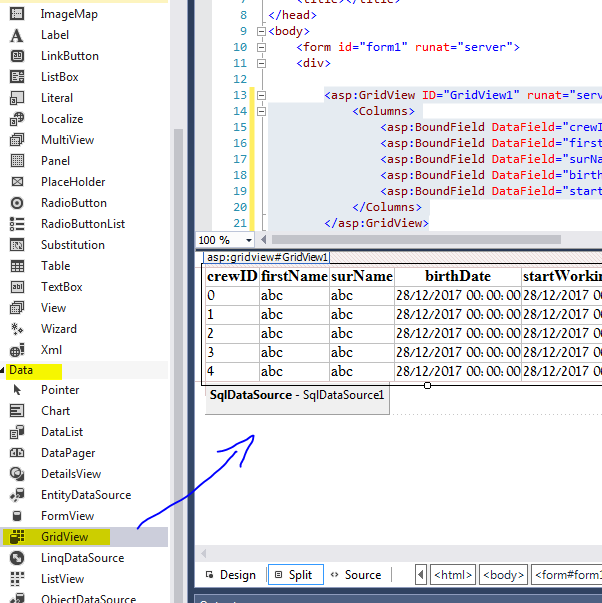 ImageMap
Label
LinkButton
ListBox
Literal
Localize
MultiView
Panel
PlaceHolder
RadioButton
RadioButtonList
Substitution
Table
TextBox
View
Wizard
Xml
Data
Pointer
Chart
DataList
DataPager
DetailsView
EntityDataSource
FormView
GridView
LinqDataSource
ListView
ObjectDataSource
8 </head>
9 <body>
10 <form id="form1" runat="server">
11 <div>
12
13 <asp:GridView ID="GridView1" runat="serv
14 <Columns>
15 <asp:BoundField DataField="crewI
16 <asp:BoundField DataField="first
17 <asp:BoundField DataField="surNa
18 <asp:BoundField DataField="birth
19 <asp:BoundField DataField="start
20 </Columns>
21 </asp:GridView>
100 %
asp:gridview#GridView1
crewID firstName surName birthDate startWorkin
0 abc abc 28/12/2017 00:00:00 28/12/2017 00
1 abc abc 28/12/2017 00:00:00 28/12/2017 00
2 abc abc 28/12/2017 00:00:00 28/12/2017 00
3 abc abc 28/12/2017 00:00:00 28/12/2017 00
4 abc abc 28/12/2017 00:00:00 28/12/2017 00
SqlDataSource - SqlDataSource1
Design Split Source <html> <body> <form#form1